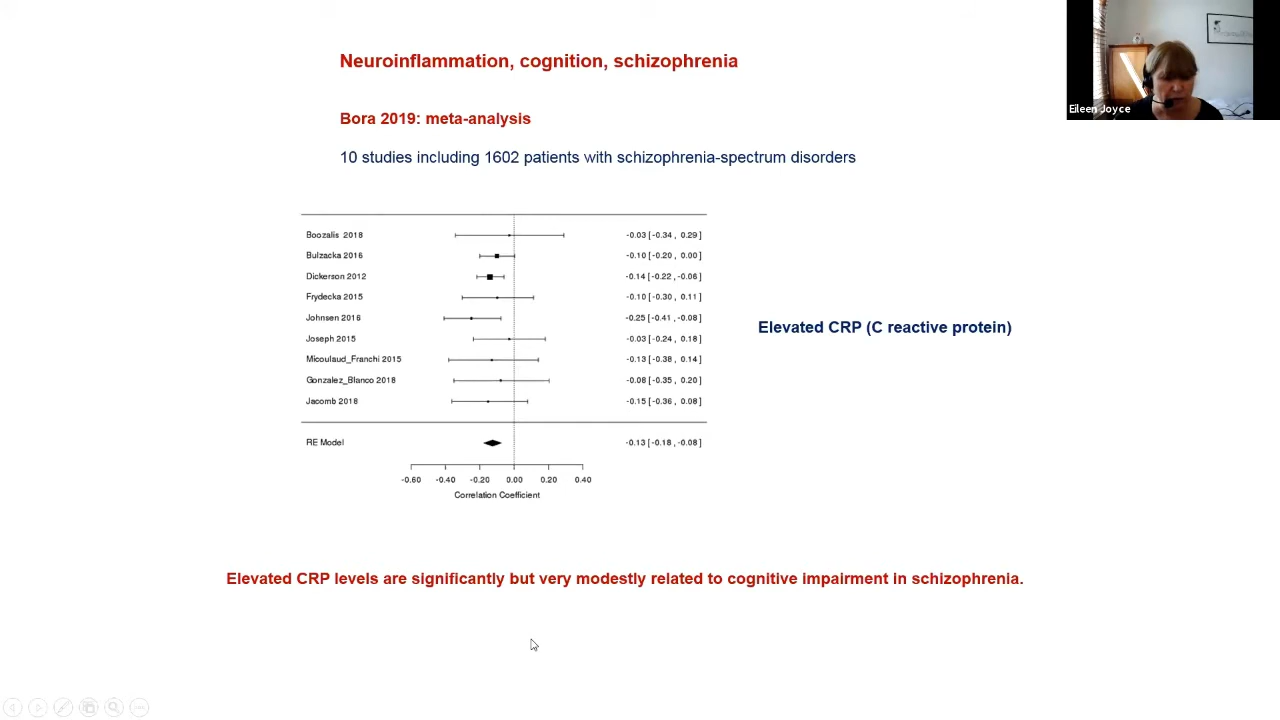 Neuroinflammation, cognition, schizophrenia
Eileen Joyce
Bora 2019: meta-analysis
10 studies including 1602 patients with schizophrenia-spectrum disorders
Boozalis 2018 -0.03 [-0.34 , 0.29]
Bulzacka 2016 -0.10 [-0.20 , 0.00]
Dickerson 2012 -0.14 [-0.22 , -0.06]
Frydecka 2015 -0.10 [-0.30 , 0.11]
Johnsen 2016 -0.25 [-0.41 , -0.08]
Joseph 2015 -0.03 [-0.24 , 0.18]
Micoulaud_Franchi 2015 -0.13 [-0.38 , 0.14]
Gonzalez_Blanco 2018 -0.08 [-0.35 , 0.20]
Jacomb 2018 -0.15 [-0.36 , 0.08]
RE Model -0.13 [-0.18 , -0.08]
-0.60 -0.40 -0.20 0.00 0.20 0.40
Correlation Coefficient
Elevated CRP (C reactive protein)
Elevated CRP levels are significantly but very modestly related to cognitive impairment in schizophrenia.